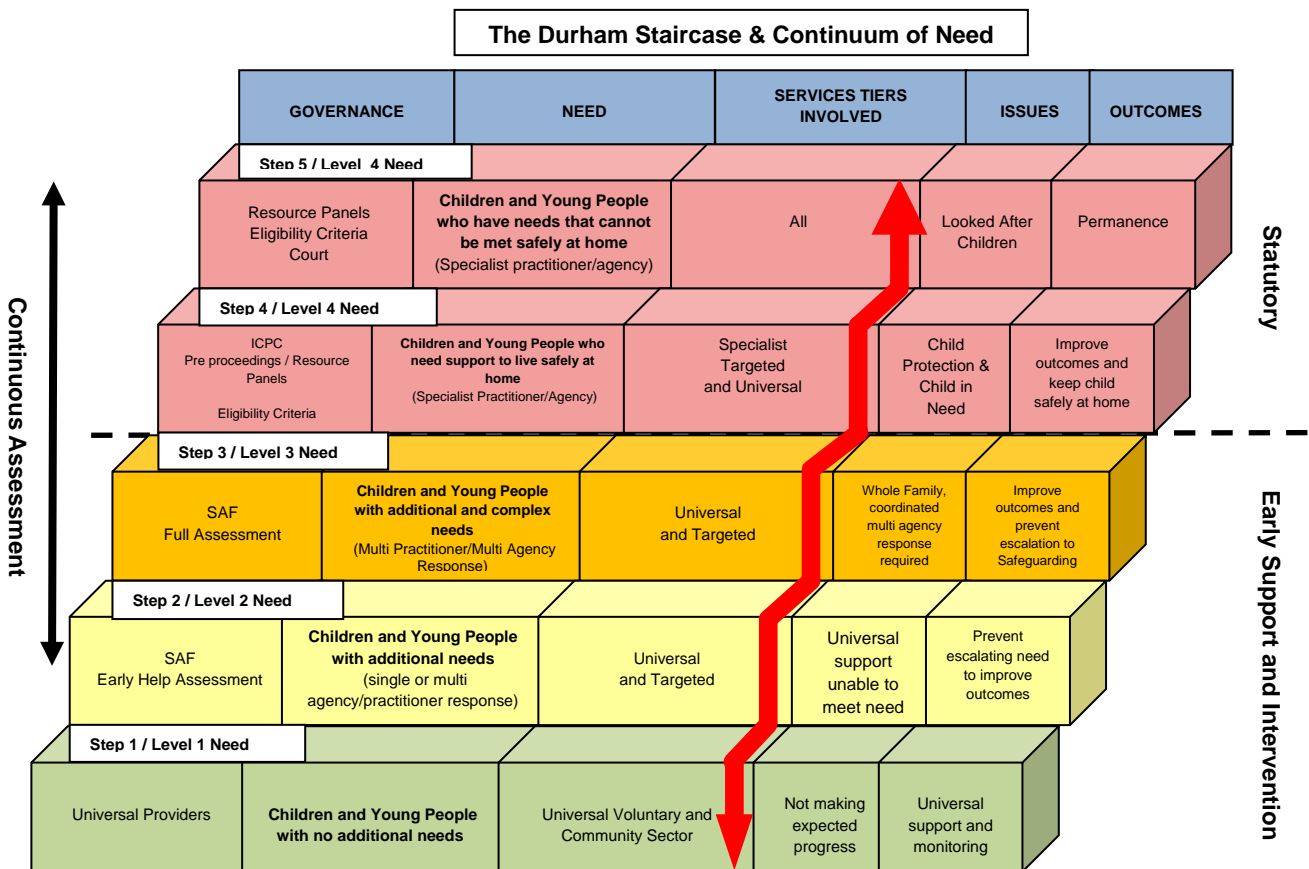 The Durham Staircase & Continuum of Need
GOVERNANCE
NEED
SERVICES TIERS
INVOLVED
ISSUES
OUTCOMES
Step 5 / Level 4 Need
Resource Panels
Eligibility Criteria
Court
Children and Young People
who have needs that cannot
be met safely at home
(Specialist practitioner/agency)
All
Looked After
Children
Permanence
Step 4 / Level 4 Need
ICPC
Pre proceedings / Resource
Panels
Eligibility Criteria
Children and Young People who
need support to live safely at
home
(Specialist Practitioner/Agency)
Specialist
Targeted
and Universal
Child
Protection &
Child in
Need
Improve
outcomes and
keep child
safely at home
Step 3 / Level 3 Need
SAF
Full Assessment
Children and Young People
with additional and complex
needs
(Multi Practitioner/Multi Agency
Response)
Universal
and Targeted
Whole Family,
coordinated
multi agency
response
required
Improve
outcomes and
prevent
escalation to
Safeguarding
Step 2 / Level 2 Need
SAF
Early Help Assessment
Children and Young People
with additional needs
(single or multi
agency/practitioner response)
Universal
and Targeted
Universal
support
unable to
meet need
Prevent
escalating need
to improve
outcomes
Step 1 / Level 1 Need
Universal Providers
Children and Young People
with no additional needs
Universal Voluntary and
Community Sector
Not making
expected
progress
Universal
support and
monitoring
Continuous Assessment
Statutory
Early Support and Intervention